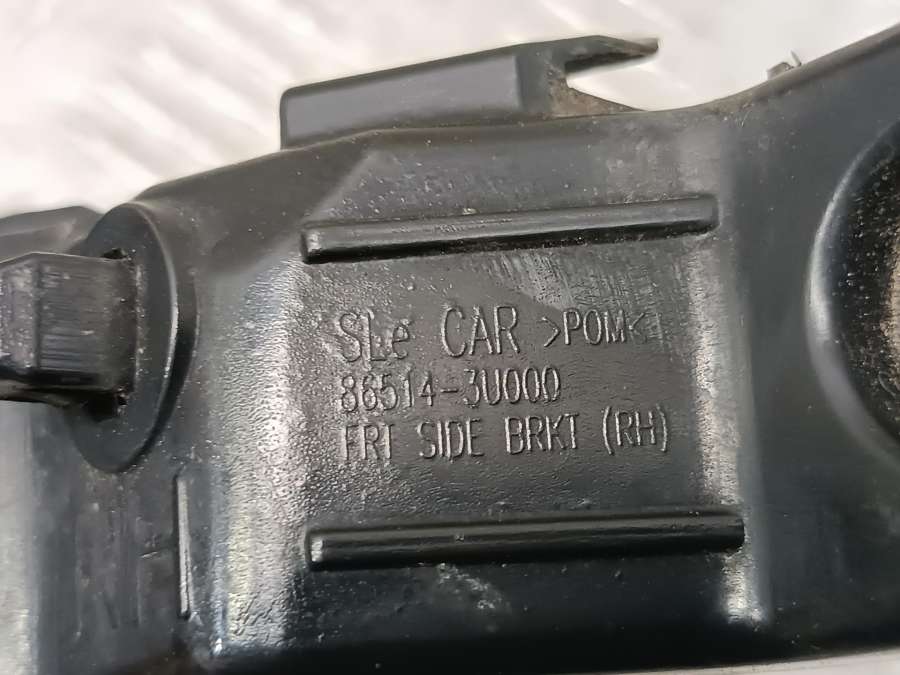 SLe CAR >POM<
86514-3U000
FRT SIDE BRKT (RH)